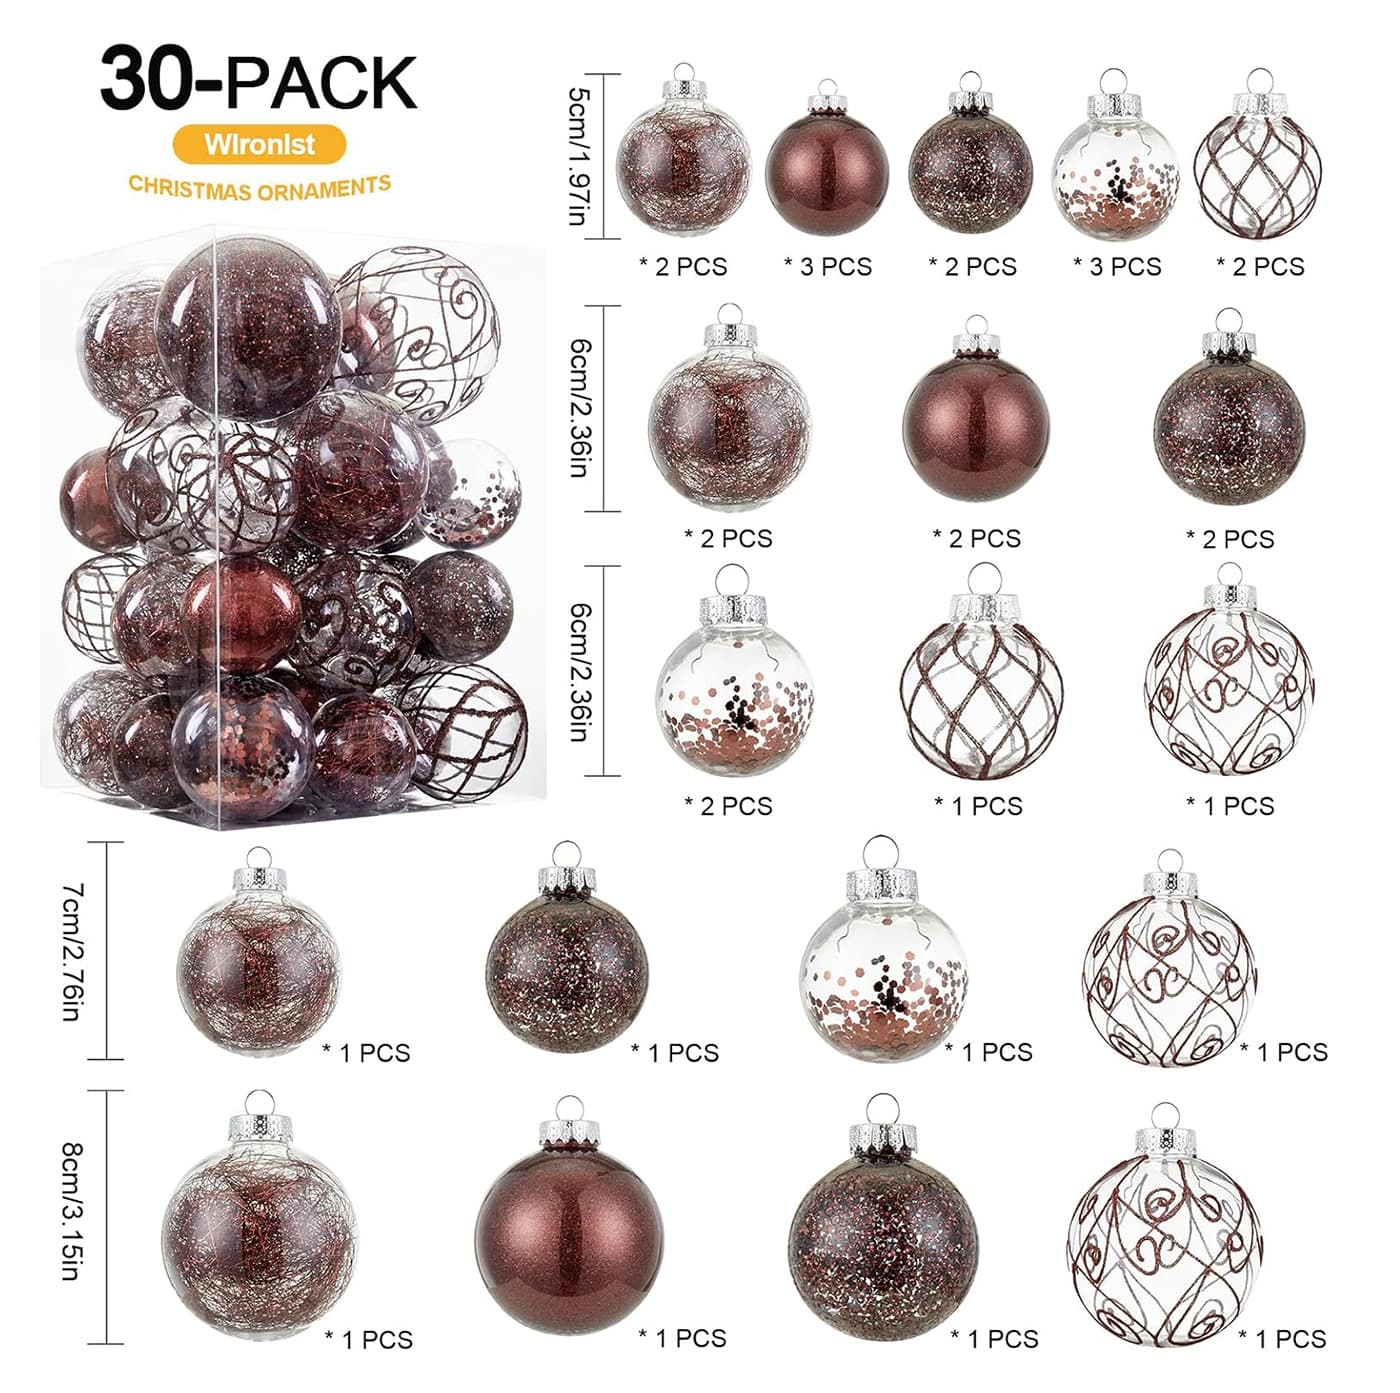 30-PACK
Wlronlst
CHRISTMAS ORNAMENTS
5cm/1.97in
* 2 PCS
* 3 PCS
* 2 PCS
* 3 PCS
* 2 PCS
6cm/2.36in
* 2 PCS
* 2 PCS
* 2 PCS
6cm/2.36in
* 2 PCS
* 1 PCS
* 1 PCS
7cm/2.76in
* 1 PCS
* 1 PCS
* 1 PCS
* 1 PCS
8cm/3.15in
* 1 PCS
* 1 PCS
* 1 PCS
* 1 PCS